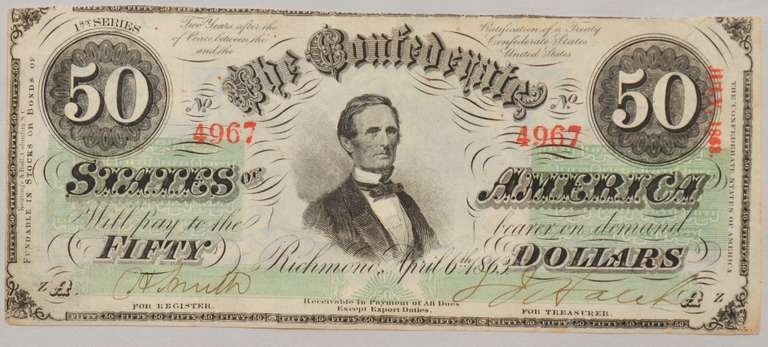 1ST SERIES
Two Years after the Ratification of a Treaty
of Peace between the Confederate States
and the United States
The Confederate
50
50
No
No
4967
4967
JULY 1863
STATES OF AMERICA
Will pay to the bearer on demand
FIFTY DOLLARS
Richmond April 6th 1863
FOR REGISTER.
Receivable in Payment of All Dues
Except Export Duties.
FOR TREASURER.
FUNDABLE IN STOCKS OR BONDS OF
THE CONFEDERATE STATES OF AMERICA